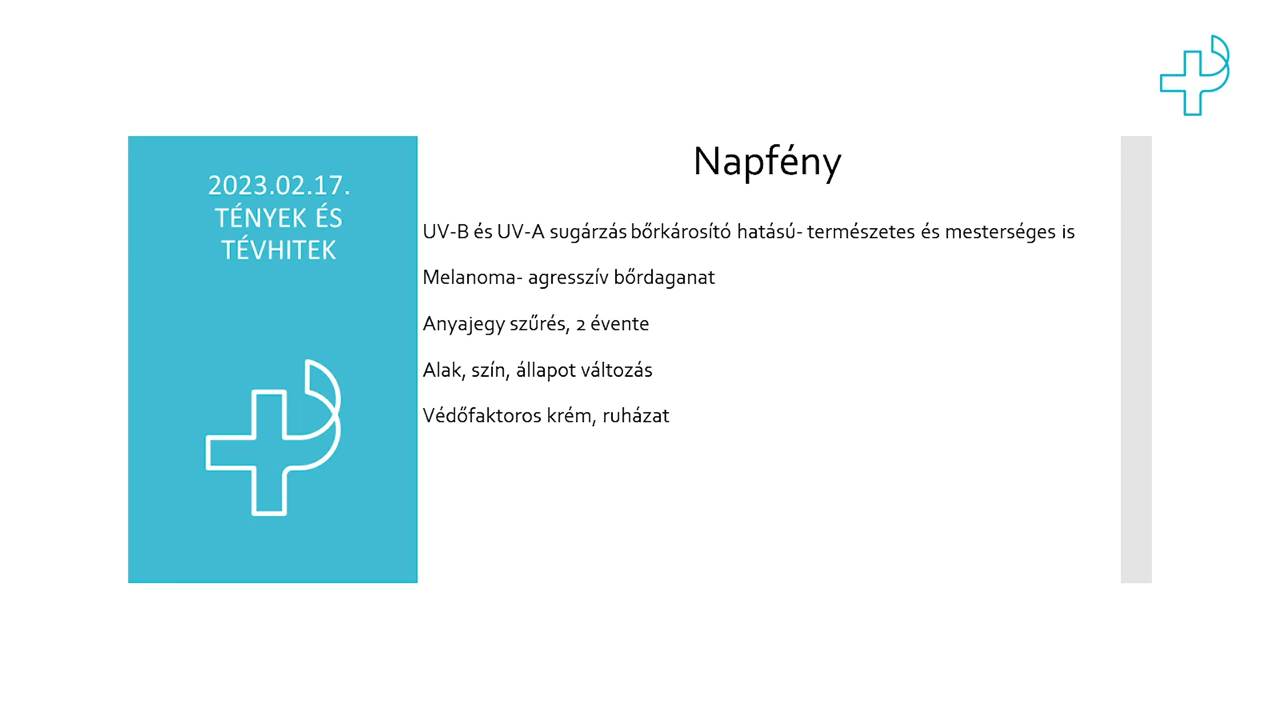 2023.02.17.
TÉNYEK ÉS
TÉVHITEK
Napfény
UV-B és UV-A sugárzás bőrkárosító hatású- természetes és mesterséges is
Melanoma- agresszív bőrdaganat
Anyajegy szűrés, 2 évente
Alak, szín, állapot változás
Védőfaktoros krém, ruházat